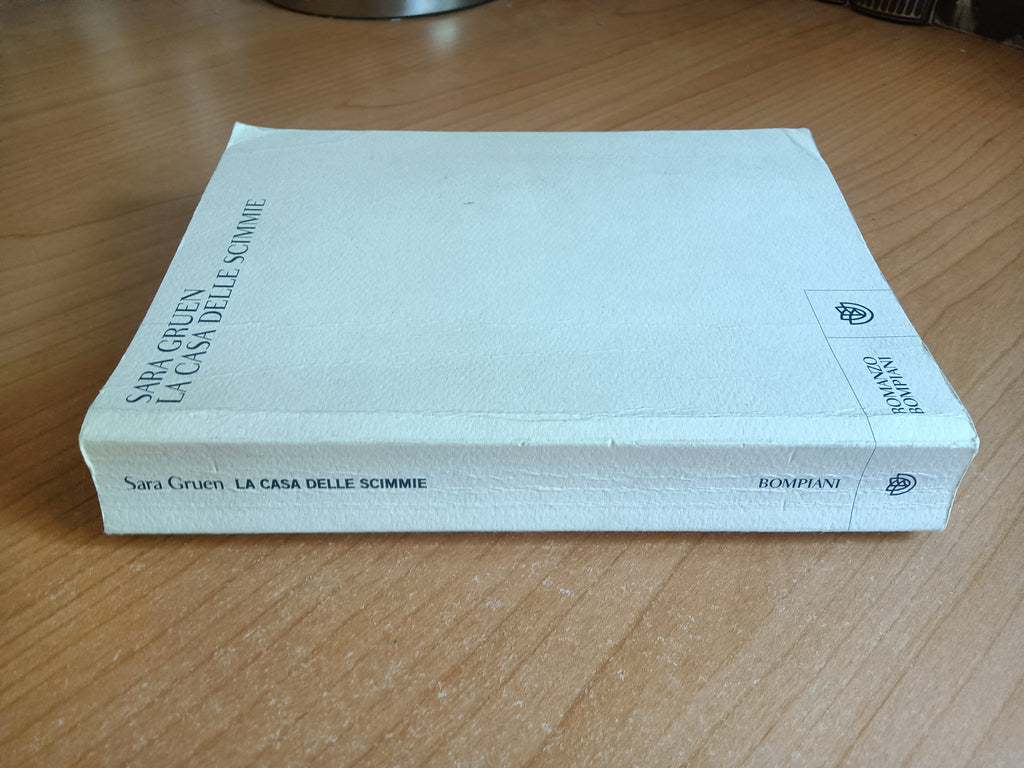 SARA GRUEN
LA CASA DELLE SCIMMIE
ROMANZO
BOMPIANI
Sara Gruen LA CASA DELLE SCIMMIE BOMPIANI